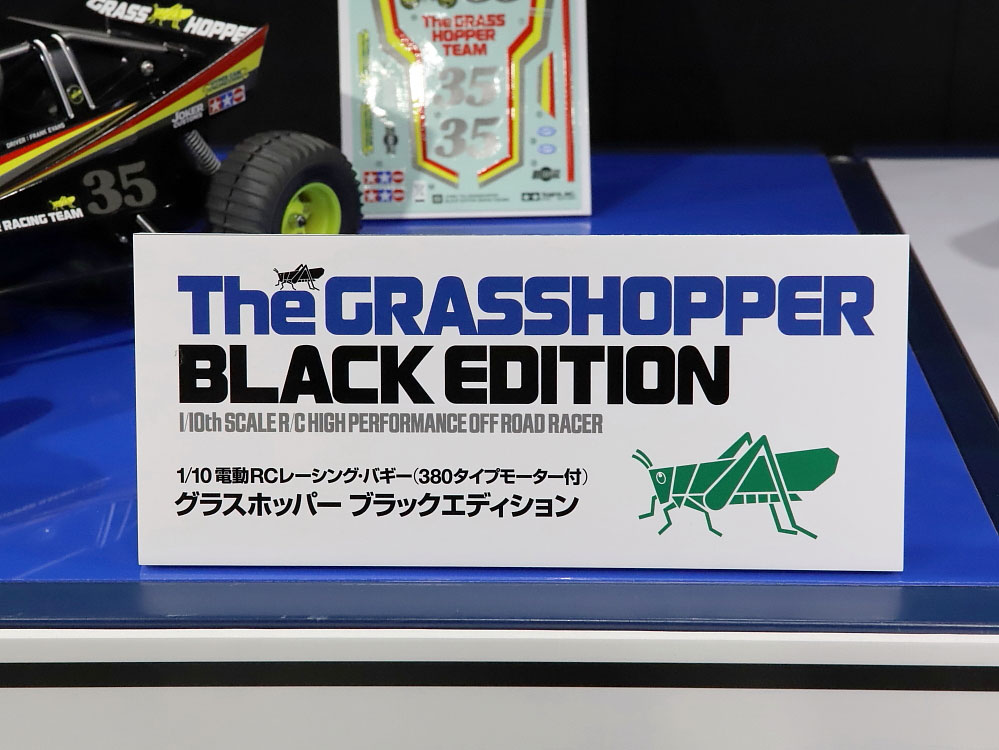 GRASS HOPPER
DRIVER / FRANK EVANS
JOKER
35
RACING TEAM
The GRASS
HOPPER
TEAM
35
35
The GRASSHOPPER
BLACK EDITION
1/10th SCALE R/C HIGH PERFORMANCE OFF ROAD RACER
1/10 電動RCレーシング・バギー（380タイプモーター付）
グラスホッパー ブラックエディション